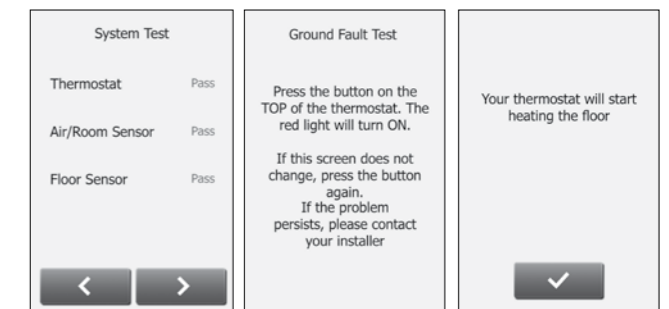 System Test
Thermostat Pass
Air/Room Sensor Pass
Floor Sensor Pass
Ground Fault Test
Press the button on the
TOP of the thermostat. The
red light will turn ON.
If this screen does not
change, press the button
again.
If the problem
persists, please contact
your installer
Your thermostat will start
heating the floor